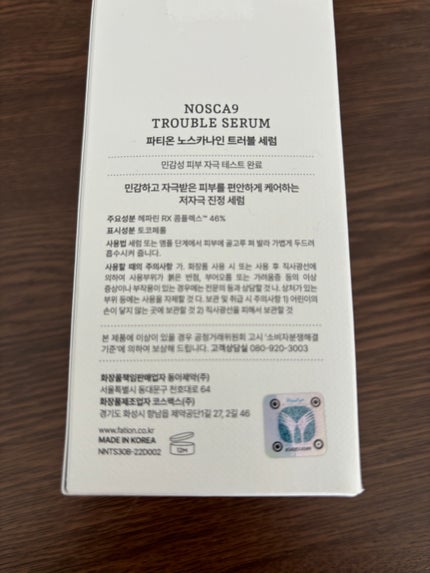 NOSCA9
TROUBLE SERUM
파티온 노스카나인 트러블 세럼
민감성 피부 자극 테스트 완료
민감하고 자극받은 피부를 편안하게 케어하는
저자극 진정 세럼
주요성분 헤파린 RX 콤플렉스™ 46%
표시성분 토코페롤
사용법 세럼 또는 앰플 단계에서 피부에 골고루 펴 발라 가볍게 두드려
흡수시켜 줍니다.
사용할 때의 주의사항 가. 화장품 사용 시 또는 사용 후 직사광선에
의하여 사용부위가 붉은 반점, 부어오름 또는 가려움증 등의 이상
증상이나 부작용이 있는 경우에는 전문의 등과 상담할 것 나. 상처가 있는
부위 등에는 사용을 자제할 것 다. 보관 및 취급 시 주의사항 1) 어린이의
손이 닿지 않는 곳에 보관할 것 2) 직사광선을 피해서 보관할 것
본 제품에 이상이 있을 경우 공정거래위원회 고시 '소비자분쟁해결
기준'에 의하여 보상해 드립니다. 고객상담실 080-920-3003
화장품책임판매업자 동아제약(주)
서울특별시 동대문구 천호대로 64
화장품제조업자 코스맥스(주)
경기도 화성시 향남읍 제약공단1길 27, 2길 46
www.fation.co.kr
MADE IN KOREA
NNTS30B-22D002
12M